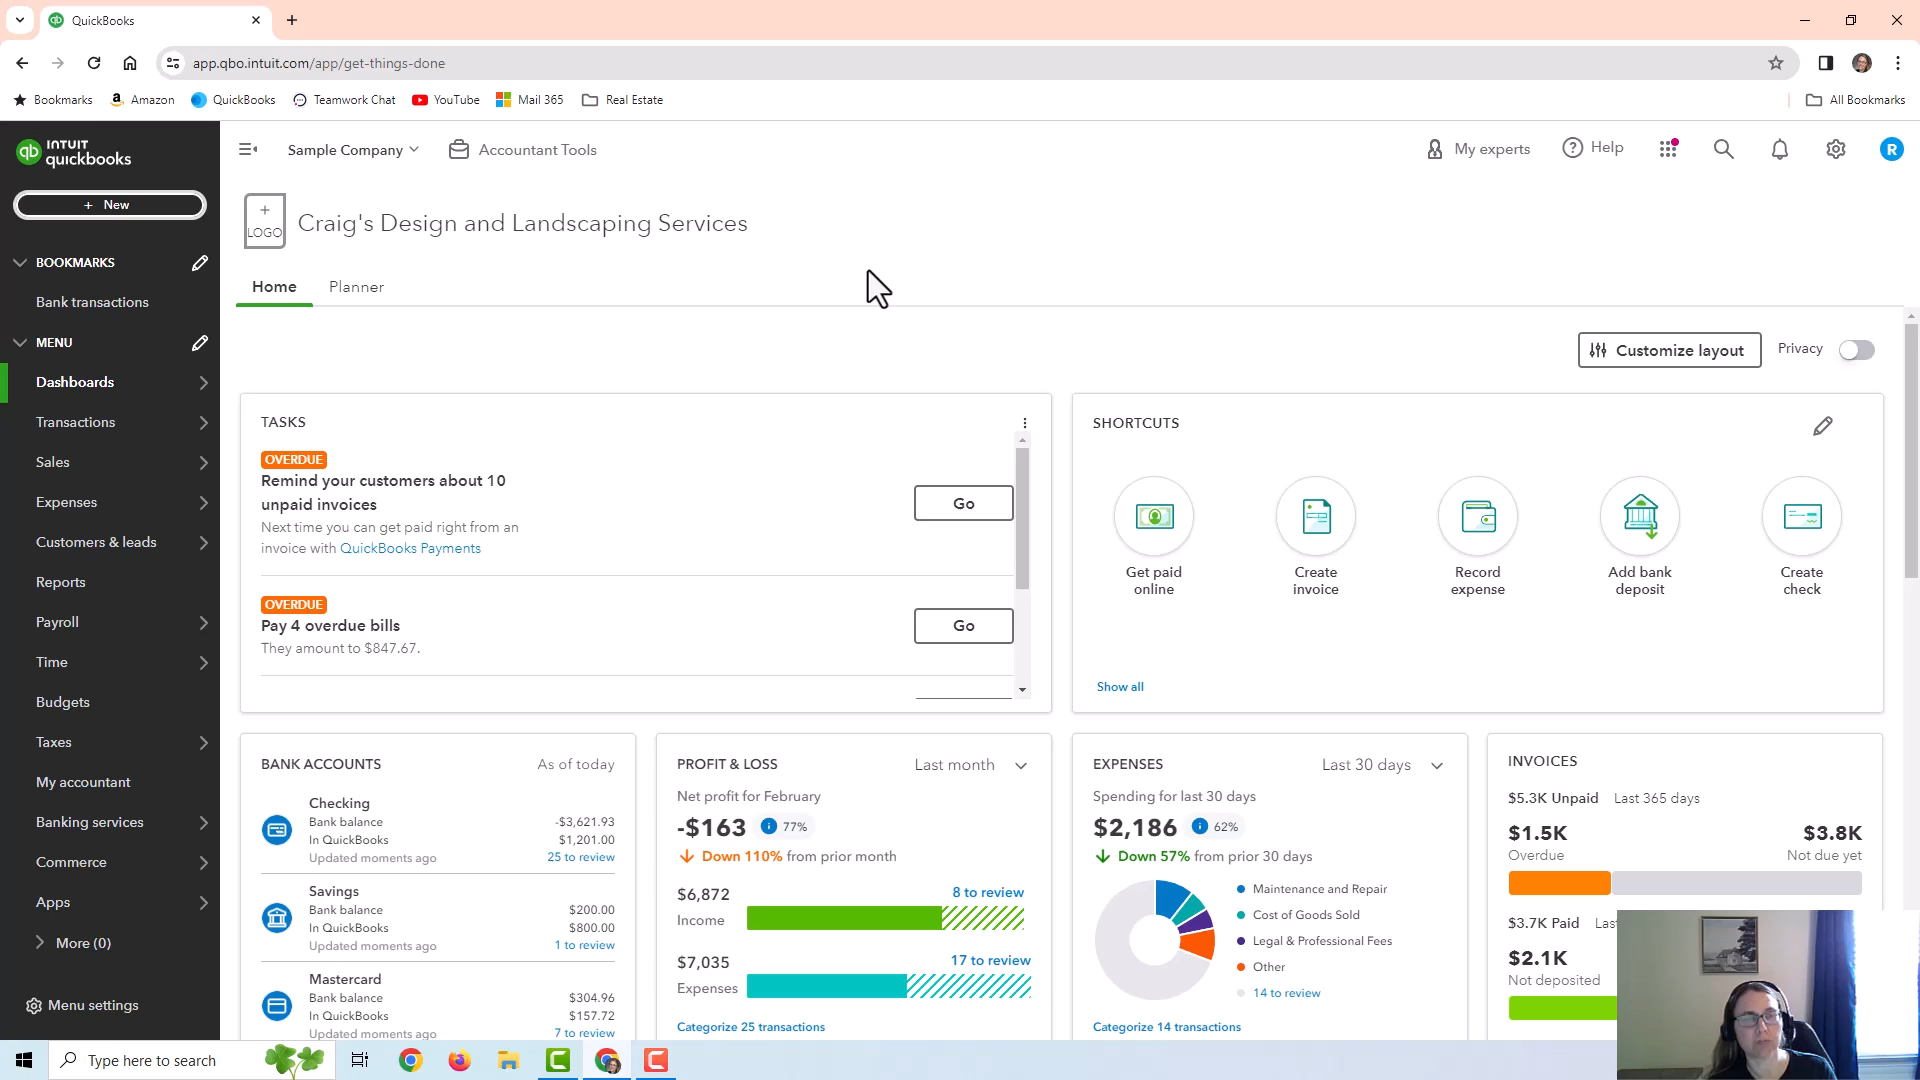 QuickBooks
app.qbo.intuit.com/app/get-things-done
Bookmarks
Amazon
QuickBooks
Teamwork Chat
YouTube
Mail 365
Real Estate
All Bookmarks
INTUIT
quickbooks
Sample Company
Accountant Tools
My experts
Help
R
+ New
+
LOGO
Craig's Design and Landscaping Services
BOOKMARKS
Bank transactions
MENU
Dashboards
Transactions
Sales
Expenses
Customers & leads
Reports
Payroll
Time
Budgets
Taxes
My accountant
Banking services
Commerce
Apps
More (0)
Menu settings
Home
Planner
Customize layout
Privacy
TASKS
OVERDUE
Remind your customers about 10
unpaid invoices
Next time you can get paid right from an
invoice with QuickBooks Payments
Go
OVERDUE
Pay 4 overdue bills
They amount to $847.67.
Go
SHORTCUTS
Get paid
online
Create
invoice
Record
expense
Add bank
deposit
Create
check
Show all
BANK ACCOUNTS
As of today
Checking
Bank balance -$3,621.93
In QuickBooks $1,201.00
Updated moments ago 25 to review
Savings
Bank balance $200.00
In QuickBooks $800.00
Updated moments ago 1 to review
Mastercard
Bank balance $304.96
In QuickBooks $157.72
Updated moments ago 7 to review
PROFIT & LOSS
Last month
Net profit for February
-$163 77%
Down 110% from prior month
$6,872 8 to review
Income
$7,035 17 to review
Expenses
Categorize 25 transactions
EXPENSES
Last 30 days
Spending for last 30 days
$2,186 62%
Down 57% from prior 30 days
Maintenance and Repair
Cost of Goods Sold
Legal & Professional Fees
Other
14 to review
Categorize 14 transactions
INVOICES
$5.3K Unpaid Last 365 days
$1.5K $3.8K
Overdue Not due yet
$3.7K Paid Las
$2.1K
Not deposited
Type here to search